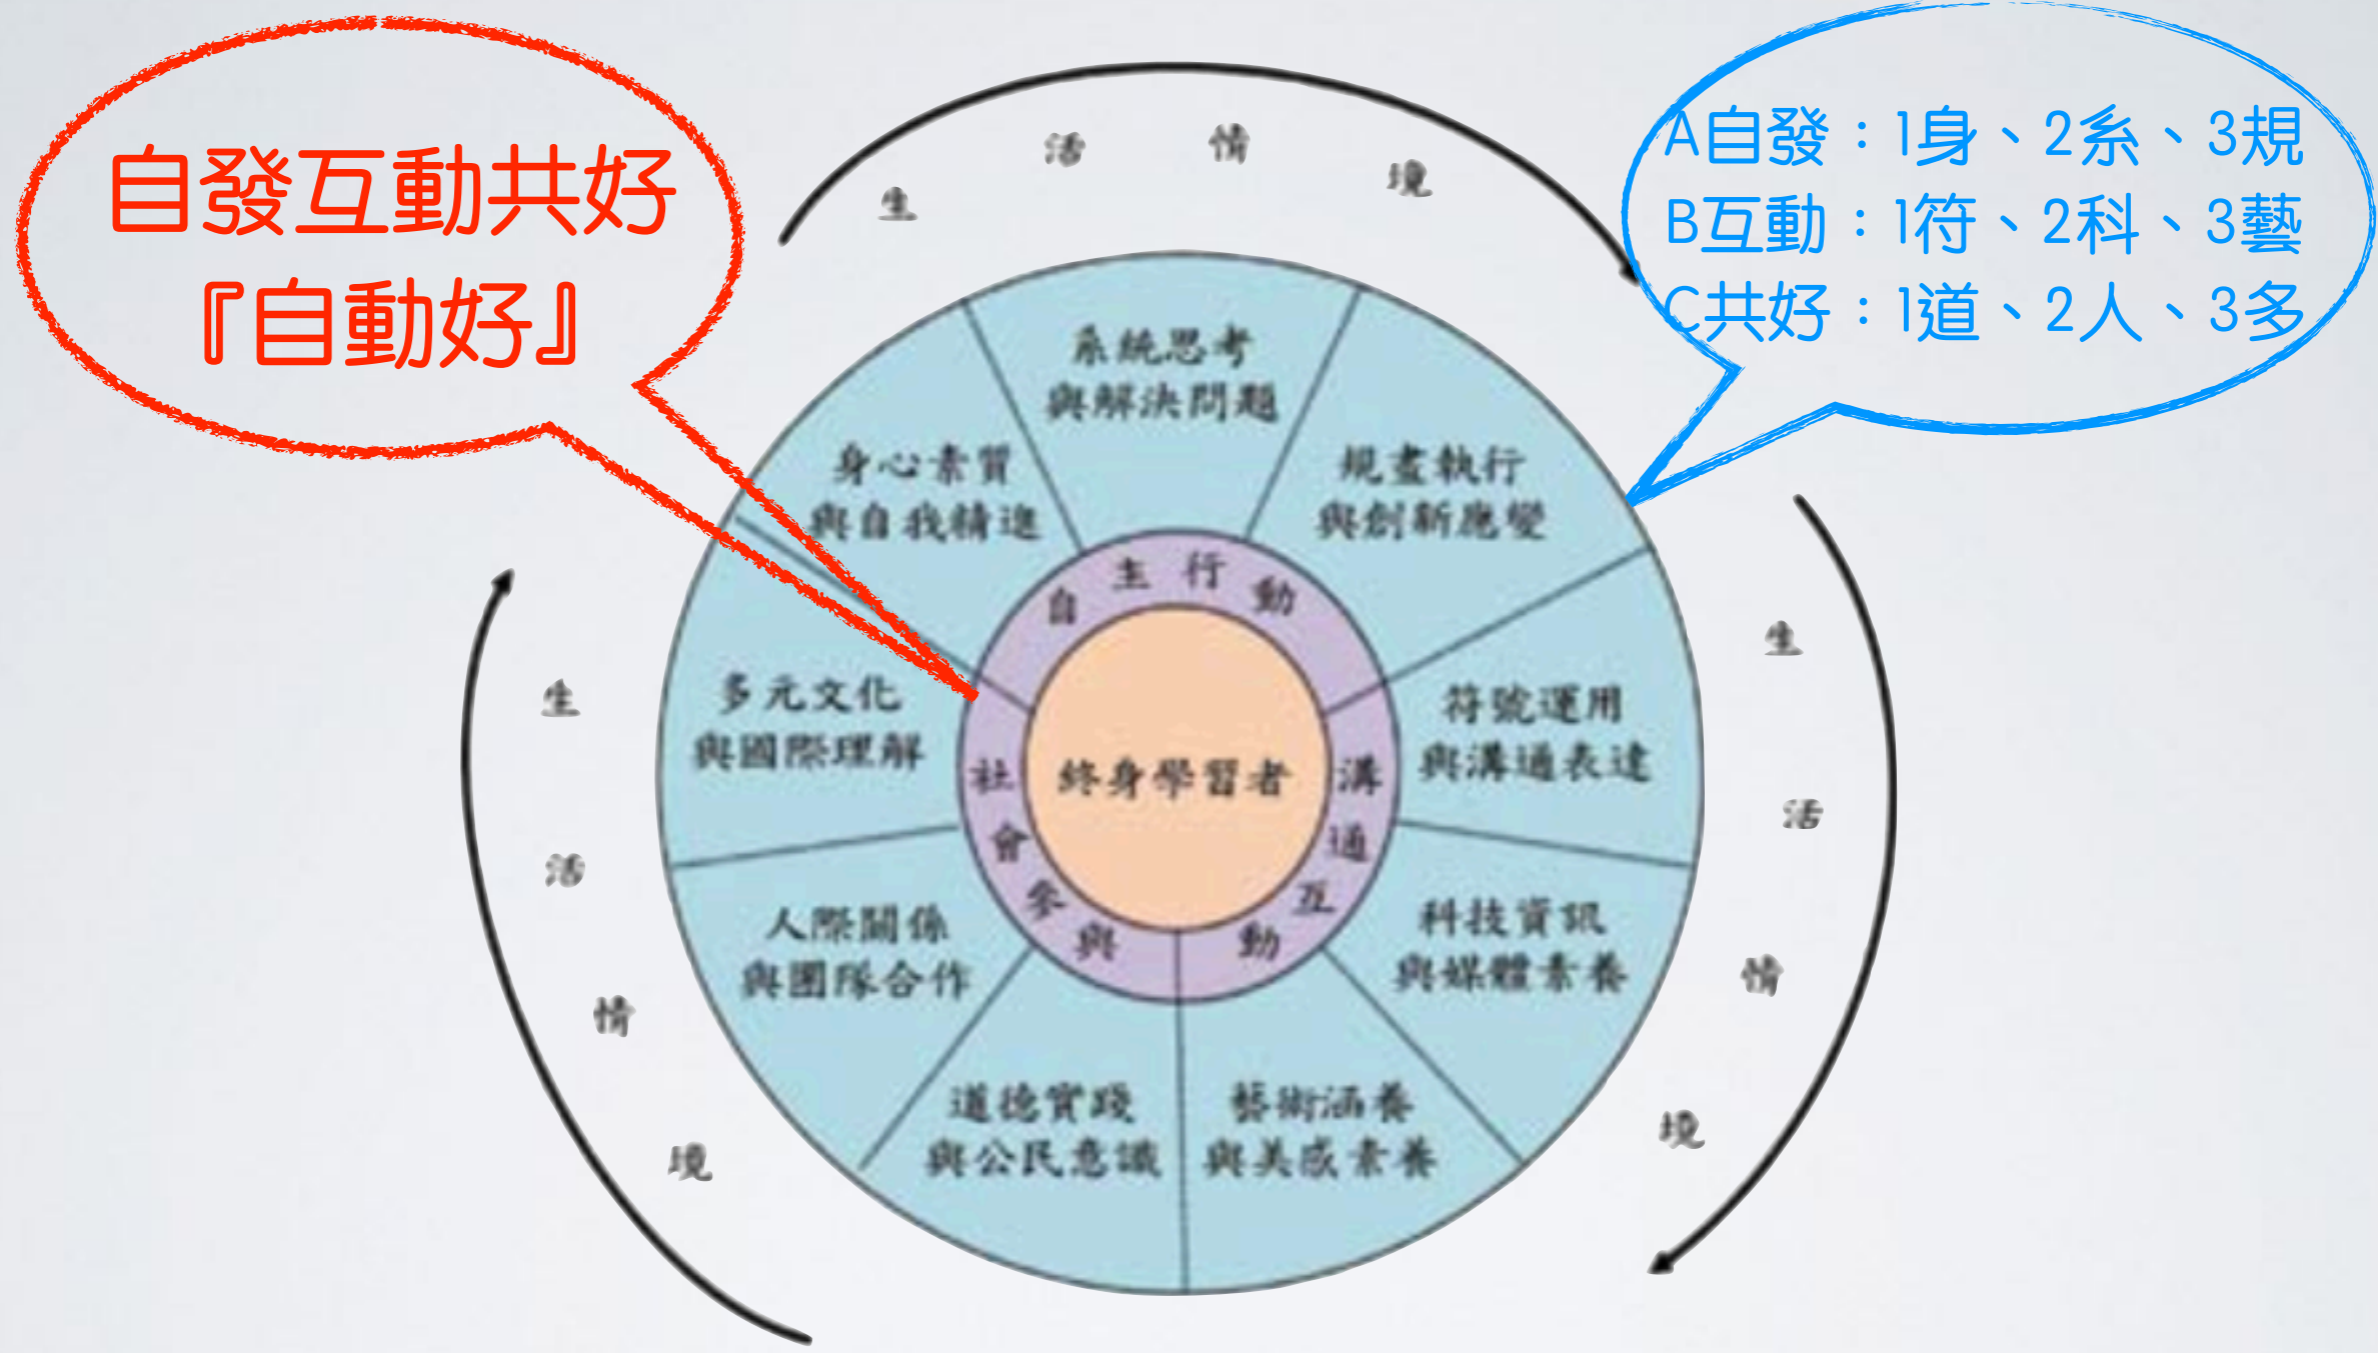 自發互動共好
『自動好』
A自發：1身、2系、3規
B互動：1符、2科、3藝
C共好：1道、2人、3多
生活情境
系統思考
與解決問題
身心素質
與自我精進
規畫執行
與創新應變
自主行動
多元文化
與國際理解
符號運用
與溝通表達
社會參與
終身學習者
溝通互動
人際關係
與團隊合作
科技資訊
與媒體素養
道德實踐
與公民意識
藝術涵養
與美感素養
生活情境
生活情境